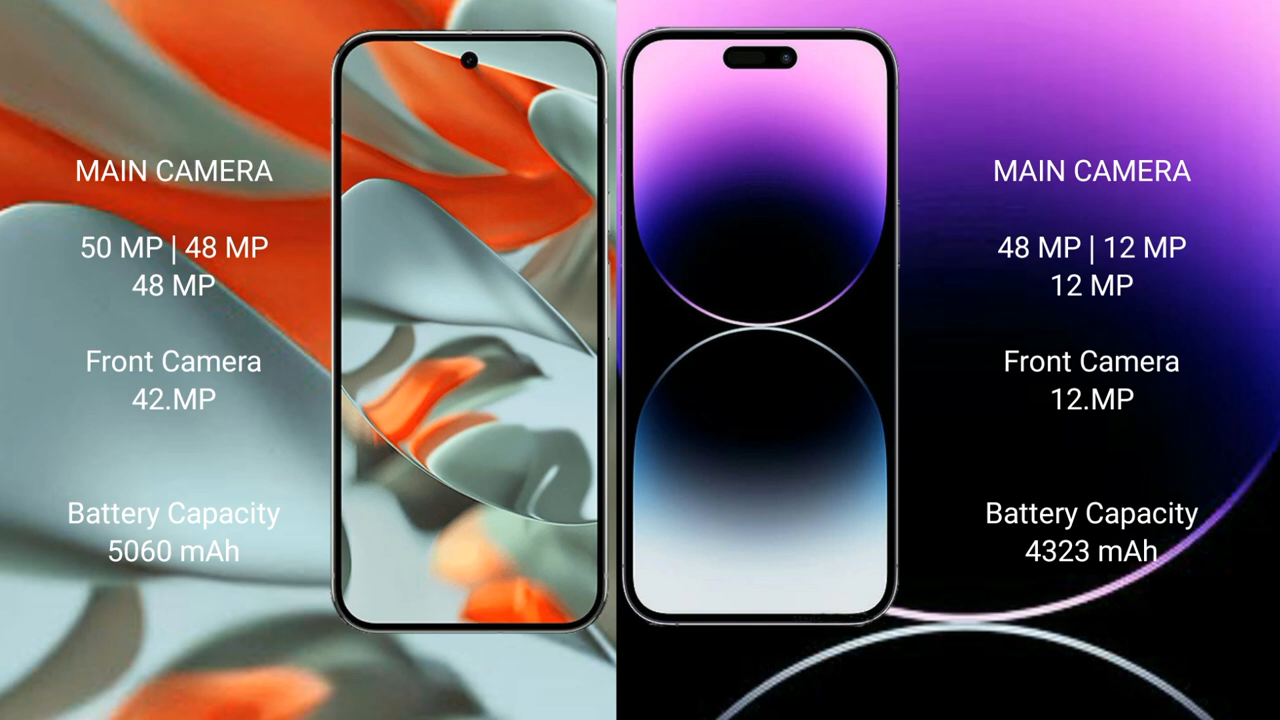 MAIN CAMERA
50 MP | 48 MP
48 MP
Front Camera
42.MP
Battery Capacity
5060 mAh
MAIN CAMERA
48 MP | 12 MP
12 MP
Front Camera
12.MP
Battery Capacity
4323 mAh